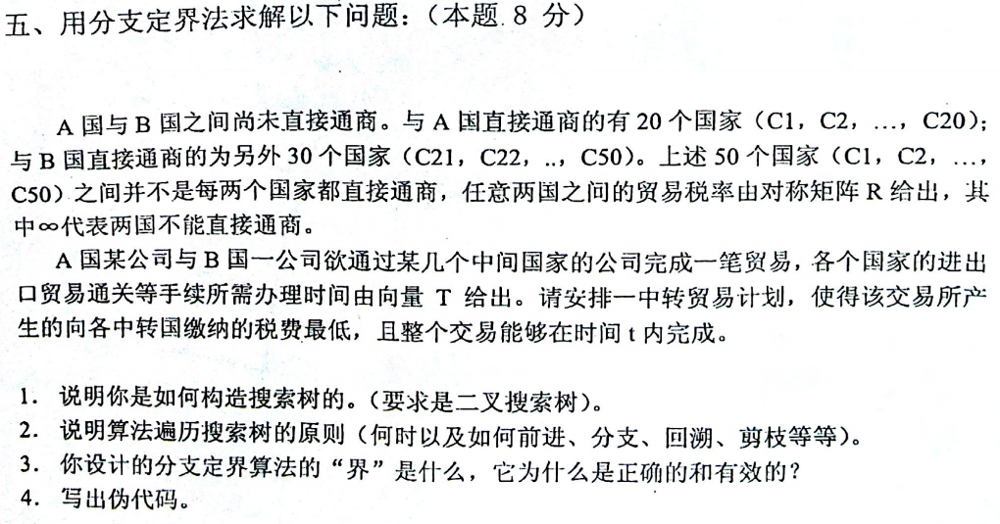 五、用分支定界法求解以下问题：（本题.8 分）
A 国与 B 国之间尚未直接通商。与 A 国直接通商的有 20 个国家（C1，C2，…，C20）；
与 B 国直接通商的为另外 30 个国家（C21，C22，..，C50）。上述 50 个国家（C1，C2，…，
C50）之间并不是每两个国家都直接通商，任意两国之间的贸易税率由对称矩阵 R 给出，其
中∞代表两国不能直接通商。
A 国某公司与 B 国一公司欲通过某几个中间国家的公司完成一笔贸易，各个国家的进出
口贸易通关等手续所需办理时间由向量 T 给出。请安排一中转贸易计划，使得该交易所产
生的向各中转国缴纳的税费最低，且整个交易能够在时间 t 内完成。
1． 说明你是如何构造搜索树的。（要求是二叉搜索树）。
2． 说明算法遍历搜索树的原则（何时以及如何前进、分支、回溯、剪枝等等）。
3． 你设计的分支定界算法的“界”是什么，它为什么是正确的和有效的？
4． 写出伪代码。